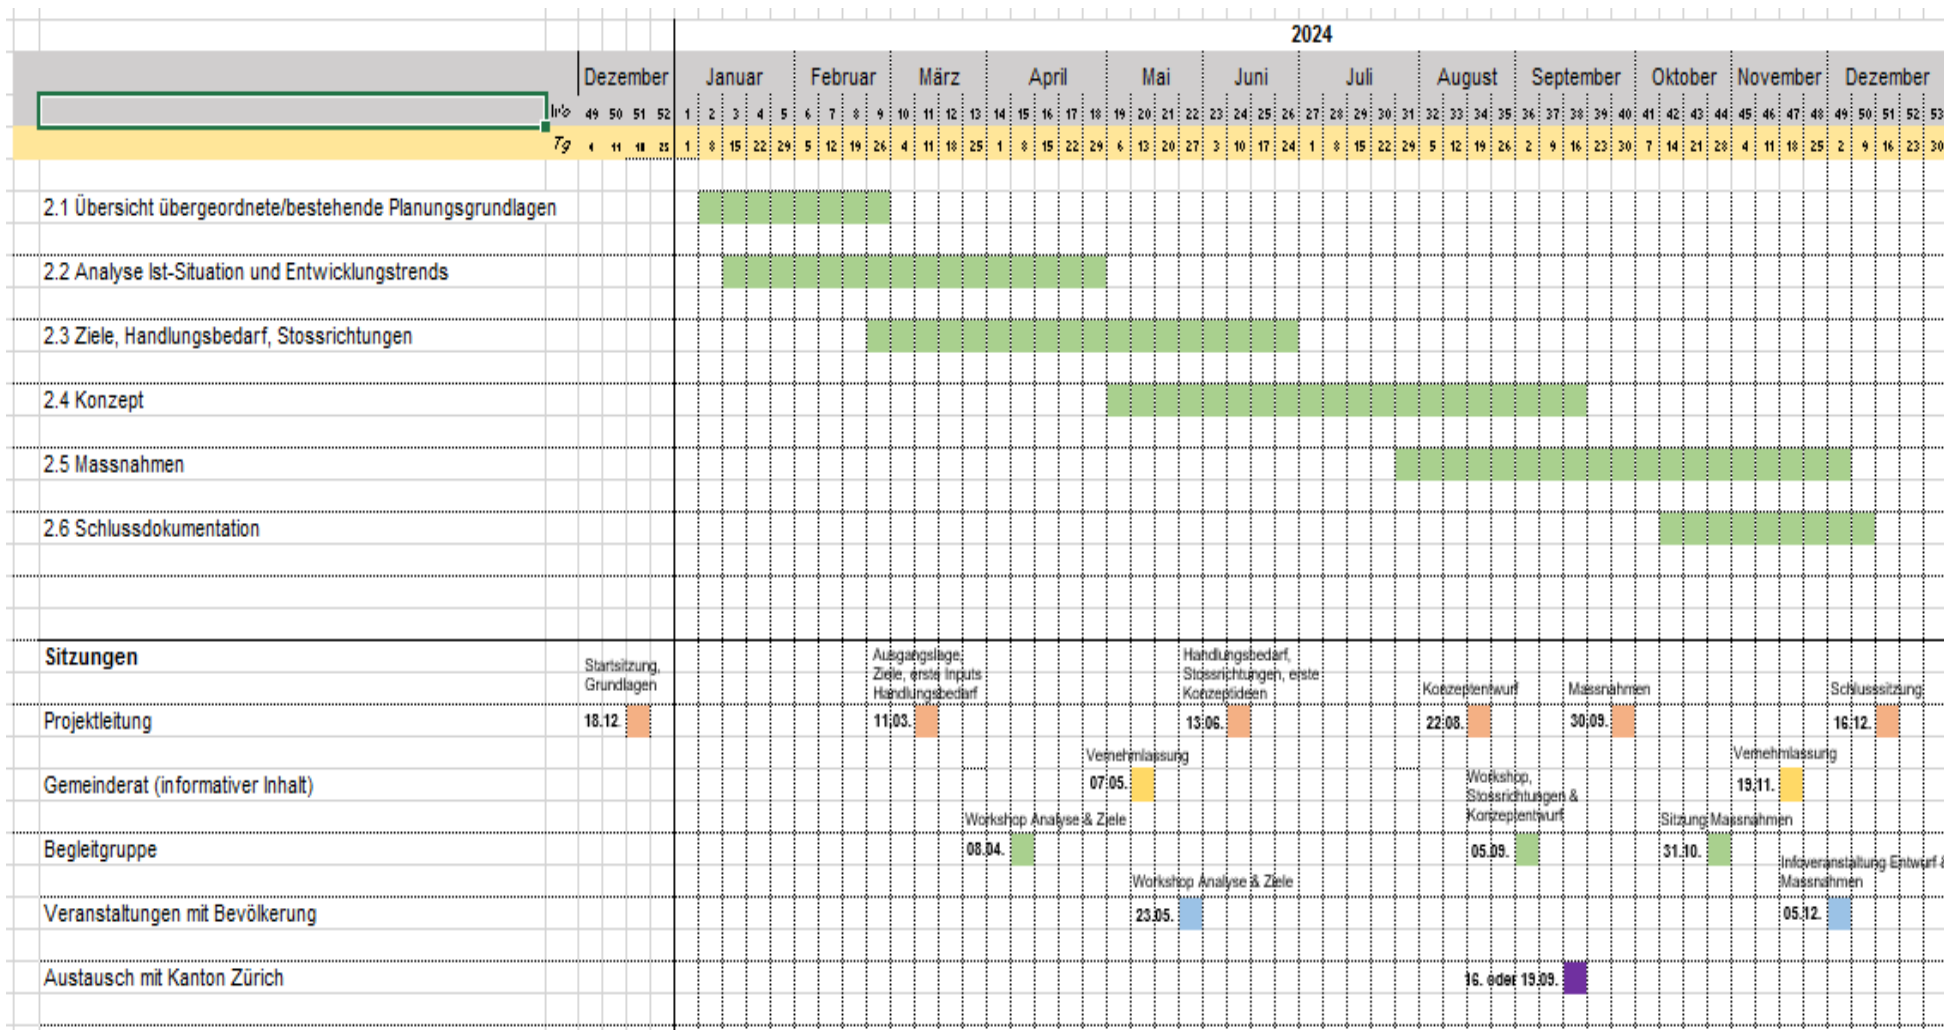 2024
Dezember Januar Februar März April Mai Juni Juli August September Oktober November Dezember
49 50 51 52 1 2 3 4 5 6 7 8 9 10 11 12 13 14 15 16 17 18 19 20 21 22 23 24 25 26 27 28 29 30 31 32 33 34 35 36 37 38 39 40 41 42 43 44 45 46 47 48 49 50 51 52 53
Tg 4 11 18 25 1 8 15 22 29 5 12 19 26 4 11 18 25 1 8 15 22 29 6 13 20 27 3 10 17 24 1 8 15 22 29 5 12 19 26 2 9 16 23 30 7 14 21 28 4 11 18 25 2 9 16 23 30
2.1 Übersicht übergeordnete/bestehende Planungsgrundlagen
2.2 Analyse Ist-Situation und Entwicklungstrends
2.3 Ziele, Handlungsbedarf, Stossrichtungen
2.4 Konzept
2.5 Massnahmen
2.6 Schlussdokumentation
Sitzungen
Startsitzung,
Grundlagen
Ausgangslage,
Ziele, erste Inputs
Handlungsbedarf
Handlungsbedarf,
Stossrichtungen, erste
Konzeptideen
Konzeptentwurf
Massnahmen
Schlusssitzung
Projektleitung
18.12.
11.03.
13.06.
22.08.
30.09.
16.12.
Vernehmlassung
Vernehmlassung
Gemeinderat (informativer Inhalt)
07.05.
19.11.
Workshop Analyse & Ziele
Workshop,
Stossrichtungen &
Konzeptentwurf
Sitzung Massnahmen
Begleitgruppe
08.04.
05.09.
31.10.
Workshop Analyse & Ziele
Infoveranstaltung Entwurf &
Massnahmen
Veranstaltungen mit Bevölkerung
23.05.
05.12.
Austausch mit Kanton Zürich
16. oder 19.09.